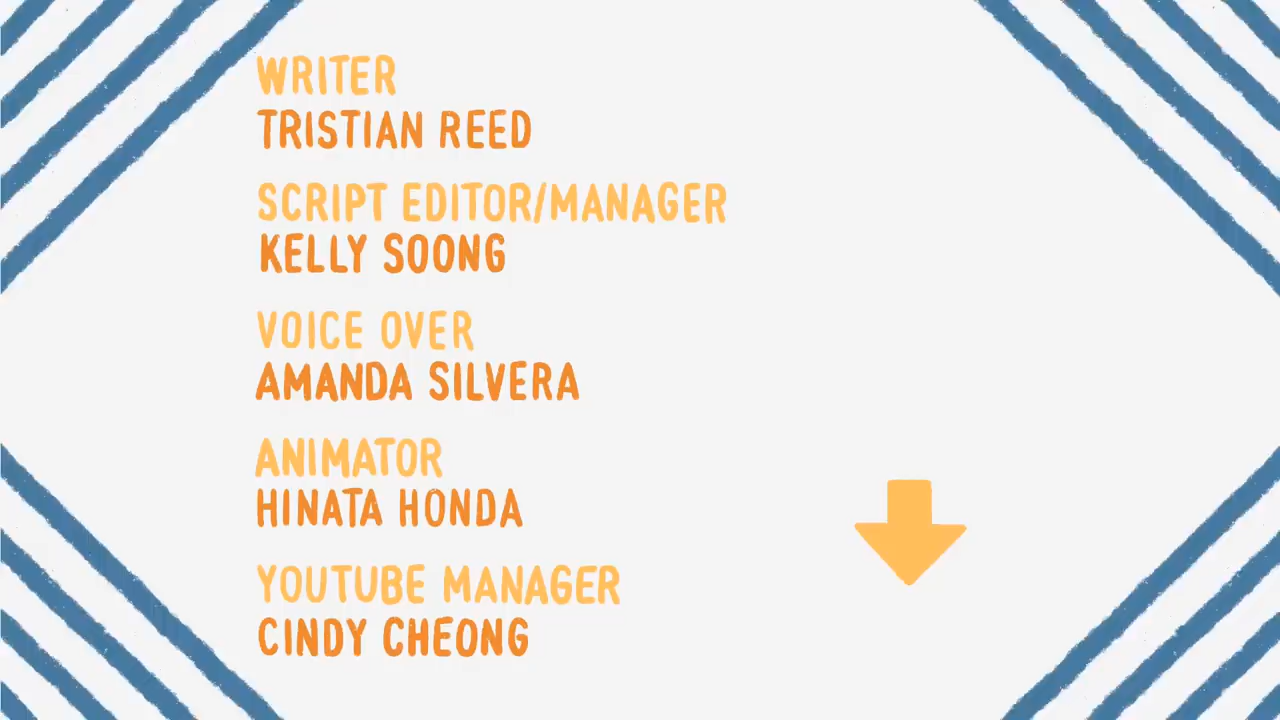 WRITER
TRISTIAN REED
SCRIPT EDITOR/MANAGER
KELLY SOONG
VOICE OVER
AMANDA SILVERA
ANIMATOR
HINATA HONDA
YOUTUBE MANAGER
CINDY CHEONG